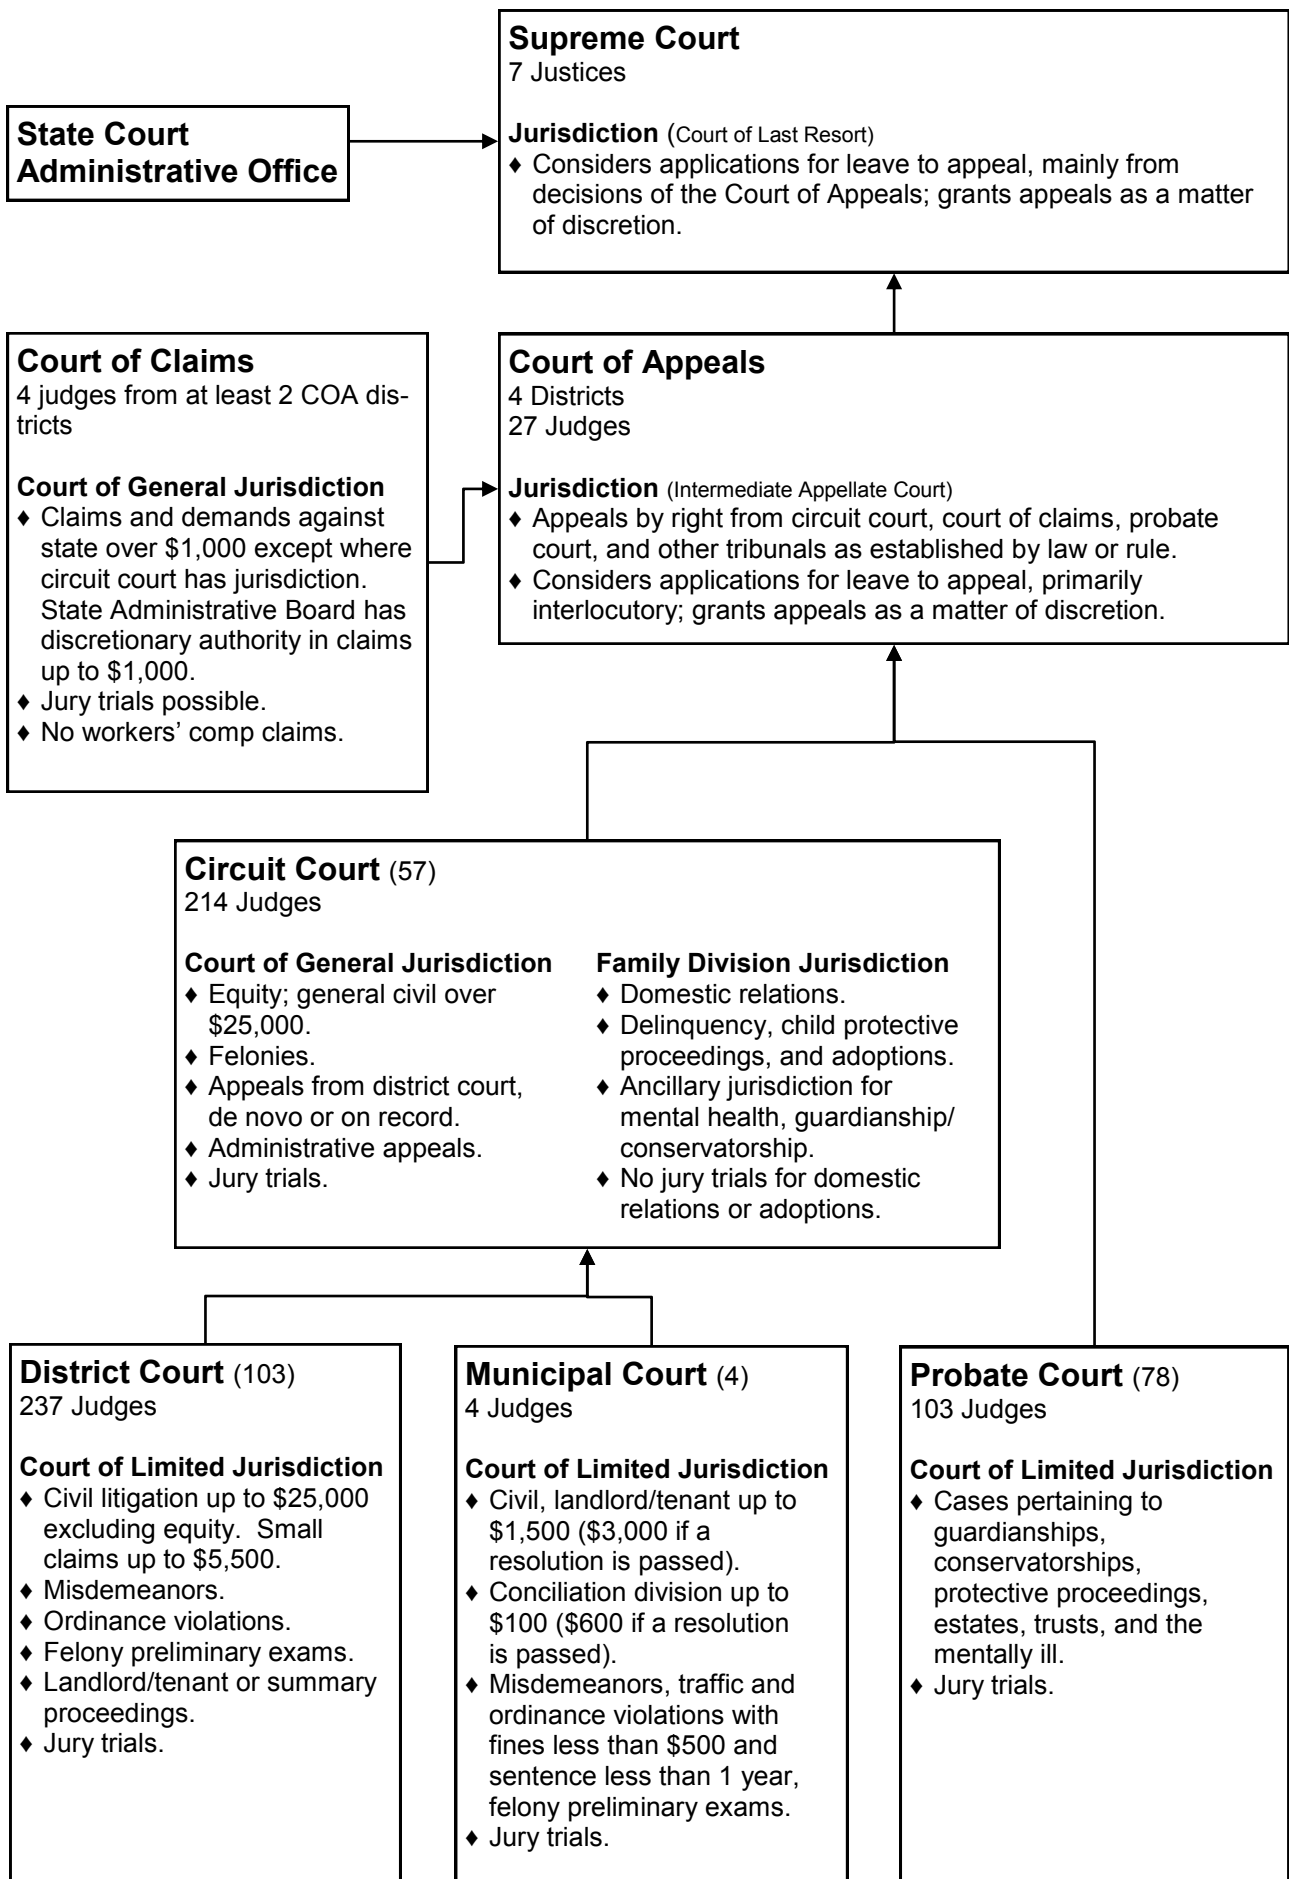 Supreme Court
7 Justices
Jurisdiction (Court of Last Resort)
♦ Considers applications for leave to appeal, mainly from
decisions of the Court of Appeals; grants appeals as a matter
of discretion.
State Court
Administrative Office
Court of Claims
4 judges from at least 2 COA dis-
tricts
Court of General Jurisdiction
♦ Claims and demands against
state over $1,000 except where
circuit court has jurisdiction.
State Administrative Board has
discretionary authority in claims
up to $1,000.
♦ Jury trials possible.
♦ No workers’ comp claims.
Court of Appeals
4 Districts
27 Judges
Jurisdiction (Intermediate Appellate Court)
♦ Appeals by right from circuit court, court of claims, probate
court, and other tribunals as established by law or rule.
♦ Considers applications for leave to appeal, primarily
interlocutory; grants appeals as a matter of discretion.
Circuit Court (57)
214 Judges
Court of General Jurisdiction
♦ Equity; general civil over
$25,000.
♦ Felonies.
♦ Appeals from district court,
de novo or on record.
♦ Administrative appeals.
♦ Jury trials.
Family Division Jurisdiction
♦ Domestic relations.
♦ Delinquency, child protective
proceedings, and adoptions.
♦ Ancillary jurisdiction for
mental health, guardianship/
conservatorship.
♦ No jury trials for domestic
relations or adoptions.
District Court (103)
237 Judges
Court of Limited Jurisdiction
♦ Civil litigation up to $25,000
excluding equity.  Small
claims up to $5,500.
♦ Misdemeanors.
♦ Ordinance violations.
♦ Felony preliminary exams.
♦ Landlord/tenant or summary
proceedings.
♦ Jury trials.
Municipal Court (4)
4 Judges
Court of Limited Jurisdiction
♦ Civil, landlord/tenant up to
$1,500 ($3,000 if a
resolution is passed).
♦ Conciliation division up to
$100 ($600 if a resolution
is passed).
♦ Misdemeanors, traffic and
ordinance violations with
fines less than $500 and
sentence less than 1 year,
felony preliminary exams.
♦ Jury trials.
Probate Court (78)
103 Judges
Court of Limited Jurisdiction
♦ Cases pertaining to
guardianships,
conservatorships,
protective proceedings,
estates, trusts, and the
mentally ill.
♦ Jury trials.